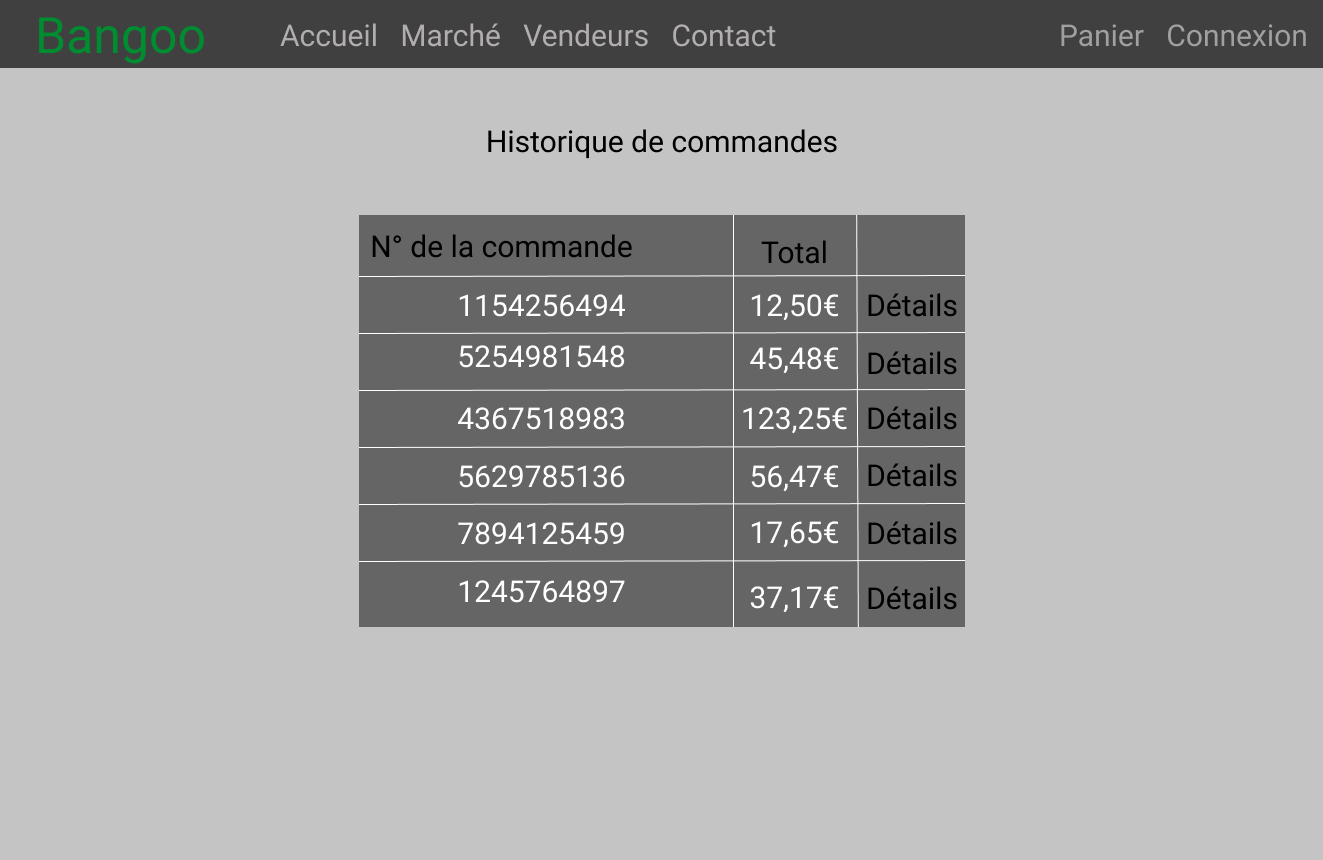 Bangoo Accueil Marché Vendeurs Contact Panier Connexion
Historique de commandes
N° de la commande Total
1154256494 12,50€ Détails
5254981548 45,48€ Détails
4367518983 123,25€ Détails
5629785136 56,47€ Détails
7894125459 17,65€ Détails
1245764897 37,17€ Détails